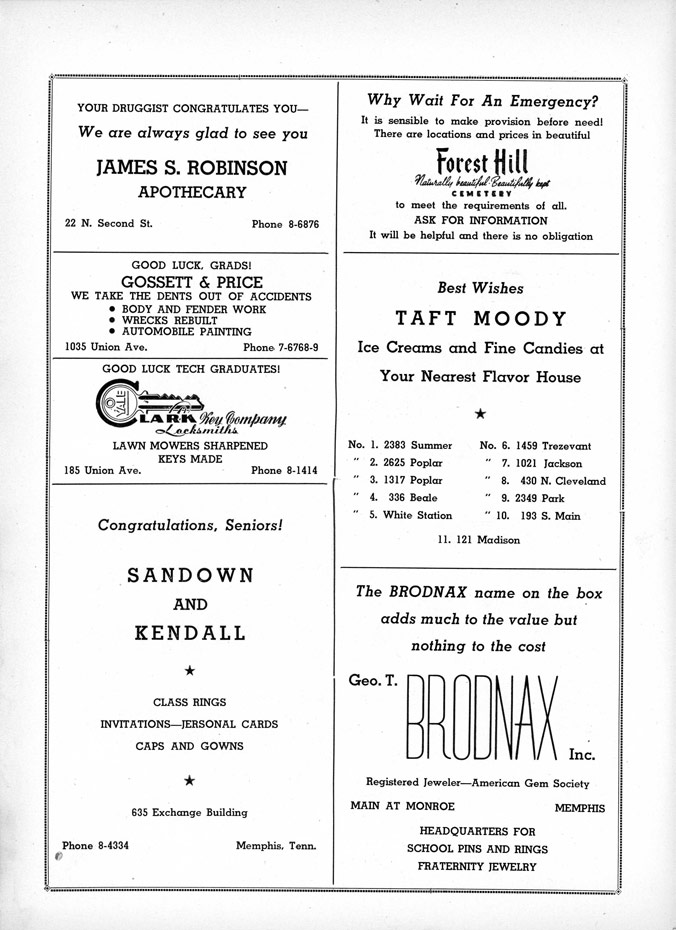 YOUR DRUGGIST CONGRATULATES YOU—
We are always glad to see you
JAMES S. ROBINSON
APOTHECARY
22 N. Second St. Phone 8-6876
GOOD LUCK, GRADS!
GOSSETT & PRICE
WE TAKE THE DENTS OUT OF ACCIDENTS
● BODY AND FENDER WORK
● WRECKS REBUILT
● AUTOMOBILE PAINTING
1035 Union Ave. Phone 7-6768-9
GOOD LUCK TECH GRADUATES!
YALE
CLARK Key Company
Locksmiths
LAWN MOWERS SHARPENED
KEYS MADE
185 Union Ave. Phone 8-1414
Congratulations, Seniors!
SANDOWN
AND
KENDALL
★
CLASS RINGS
INVITATIONS—JERSONAL CARDS
CAPS AND GOWNS
★
635 Exchange Building
Phone 8-4334 Memphis, Tenn.
Why Wait For An Emergency?
It is sensible to make provision before need!
There are locations and prices in beautiful
Forest Hill
Naturally beautiful-Beautifully kept
CEMETERY
to meet the requirements of all.
ASK FOR INFORMATION
It will be helpful and there is no obligation
Best Wishes
TAFT MOODY
Ice Creams and Fine Candies at
Your Nearest Flavor House
★
No. 1. 2383 Summer No. 6. 1459 Trezevant
" 2. 2625 Poplar " 7. 1021 Jackson
" 3. 1317 Poplar " 8. 430 N. Cleveland
" 4. 336 Beale " 9. 2349 Park
" 5. White Station " 10. 193 S. Main
11. 121 Madison
The BRODNAX name on the box
adds much to the value but
nothing to the cost
Geo. T. BRODNAX Inc.
Registered Jeweler—American Gem Society
MAIN AT MONROE MEMPHIS
HEADQUARTERS FOR
SCHOOL PINS AND RINGS
FRATERNITY JEWELRY